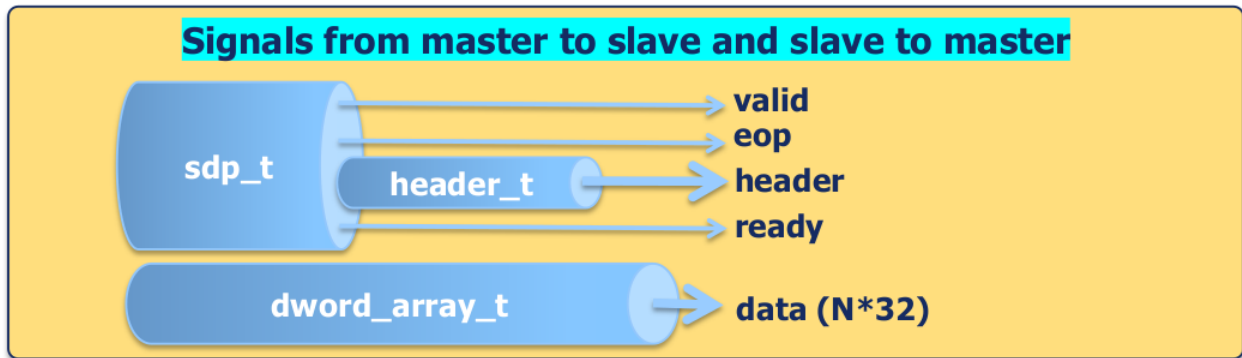 Signals from master to slave and slave to master
valid
eop
sdp_t
header_t
header
ready
dword_array_t
data (N*32)